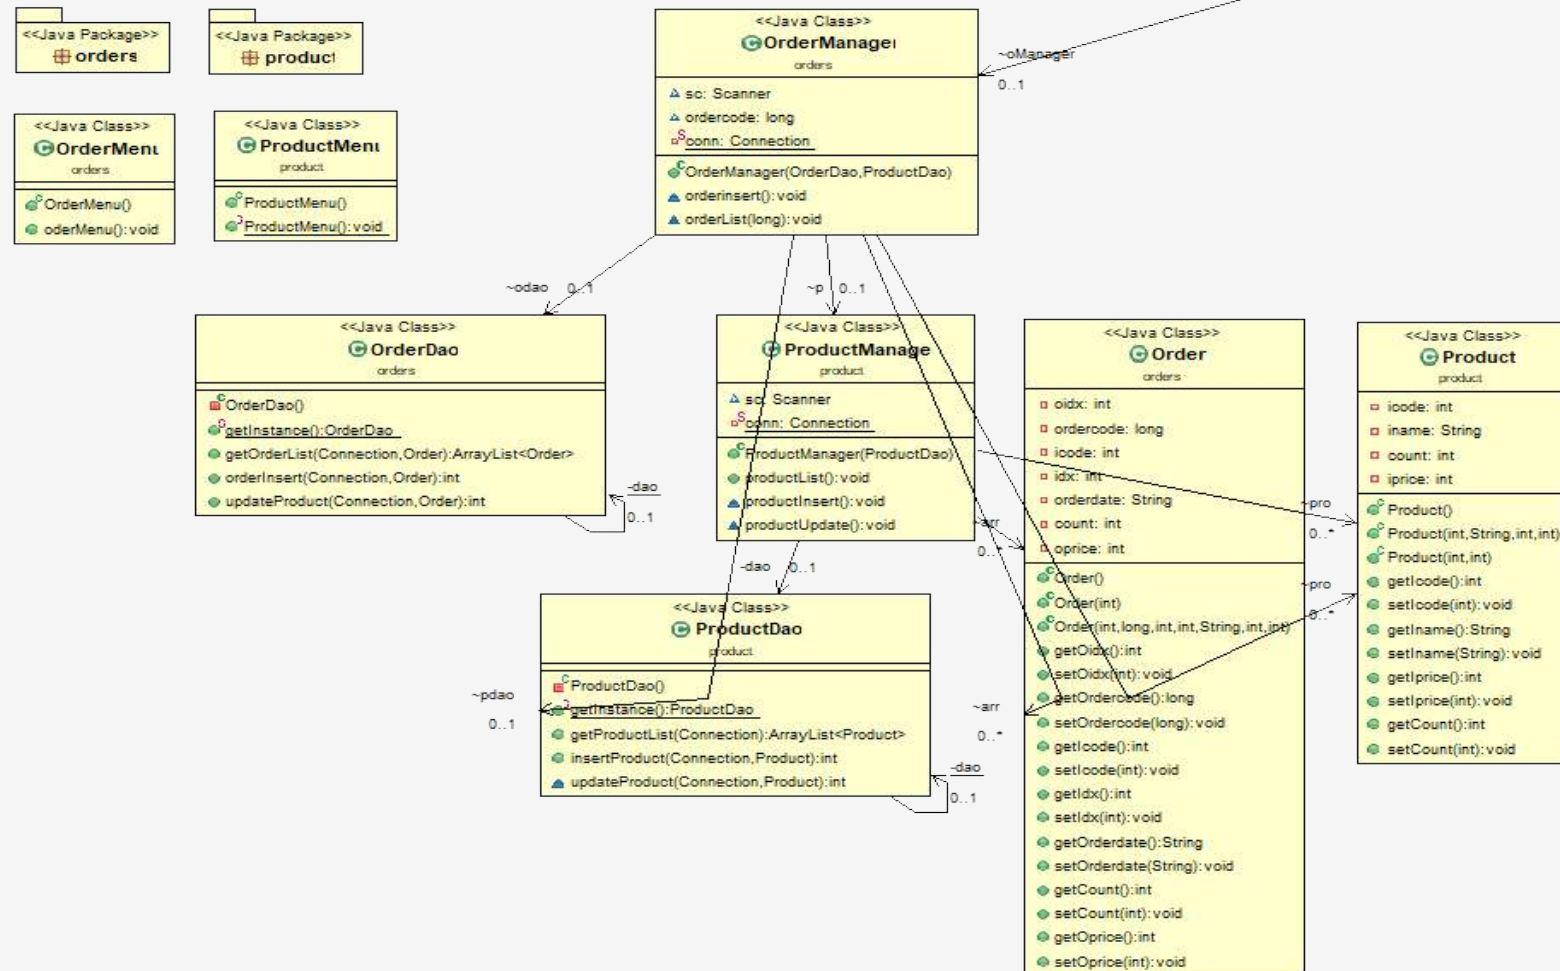 <<Java Package>>
orders
<<Java Package>>
product
<<Java Class>>
OrderMenu
orders
OrderMenu()
oderMenu():void
<<Java Class>>
ProductMenu
product
ProductMenu()
ProductMenu():void
<<Java Class>>
OrderManager
orders
sc: Scanner
ordercode: long
conn: Connection
OrderManager(OrderDao,ProductDao)
orderinsert():void
orderList(long):void
~oManager
0..1
~odao 0..1
~p 0..1
<<Java Class>>
OrderDao
orders
OrderDao()
getInstance():OrderDao
getOrderList(Connection,Order):ArrayList<Order>
orderInsert(Connection,Order):int
updateProduct(Connection,Order):int
-dao
0..1
<<Java Class>>
ProductManage
product
sc: Scanner
conn: Connection
ProductManager(ProductDao)
productList():void
productInsert():void
productUpdate():void
~arr
0..*
-dao 0..1
<<Java Class>>
ProductDao
product
ProductDao()
getInstance():ProductDao
getProductList(Connection):ArrayList<Product>
insertProduct(Connection,Product):int
updateProduct(Connection,Product):int
~pdao
0..1
-dao
0..1
~arr
0..*
<<Java Class>>
Order
orders
oidx: int
ordercode: long
icode: int
idx: int
orderdate: String
count: int
oprice: int
Order()
Order(int)
Order(int,long,int,int,String,int,int)
getOidx():int
setOidx(int):void
getOrdercode():long
setOrdercode(long):void
getIcode():int
setIcode(int):void
getIdx():int
setIdx(int):void
getOrderdate():String
setOrderdate(String):void
getCount():int
setCount(int):void
getOprice():int
setOprice(int):void
~pro
0..*
~pro
0..*
<<Java Class>>
Product
product
icode: int
iname: String
count: int
iprice: int
Product()
Product(int,String,int,int)
Product(int,int)
getIcode():int
setIcode(int):void
getIname():String
setIname(String):void
getIprice():int
setIprice(int):void
getCount():int
setCount(int):void